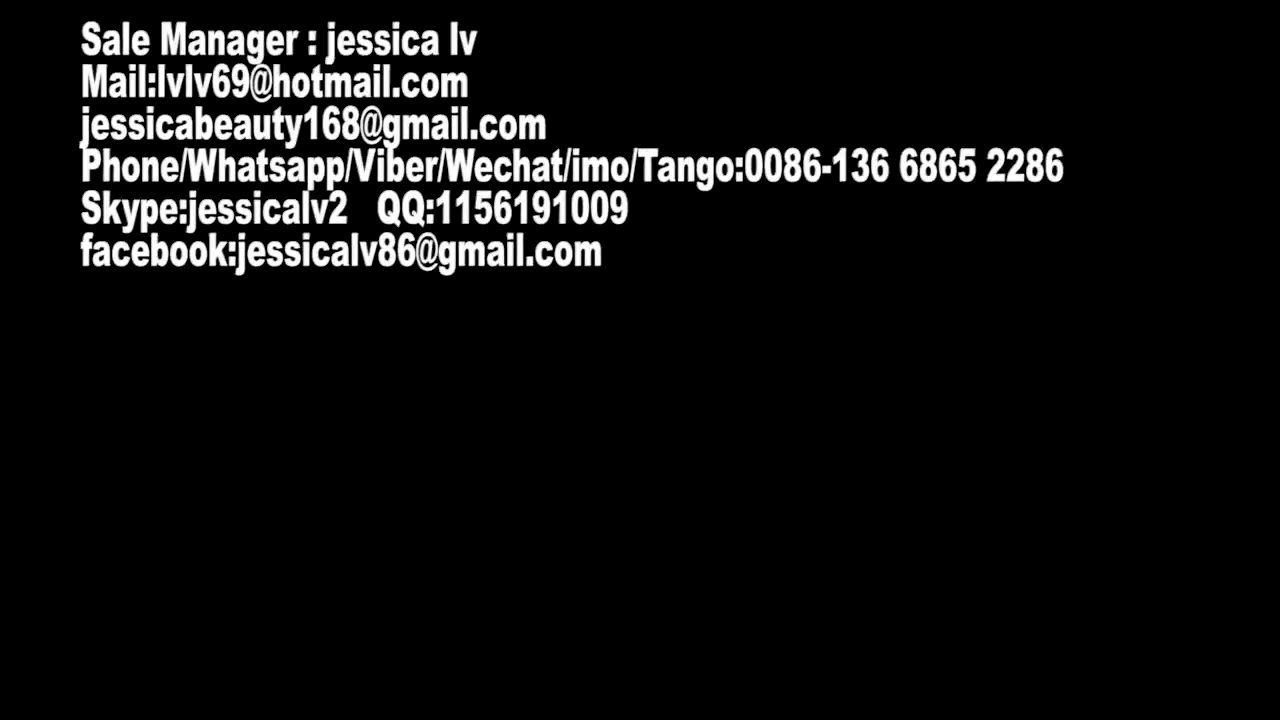 Sale Manager : jessica lv
Mail:lvlv69@hotmail.com
jessicabeauty168@gmail.com
Phone/Whatsapp/Viber/Wechat/imo/Tango:0086-136 6865 2286
Skype:jessicalv2   QQ:1156191009
facebook:jessicalv86@gmail.com